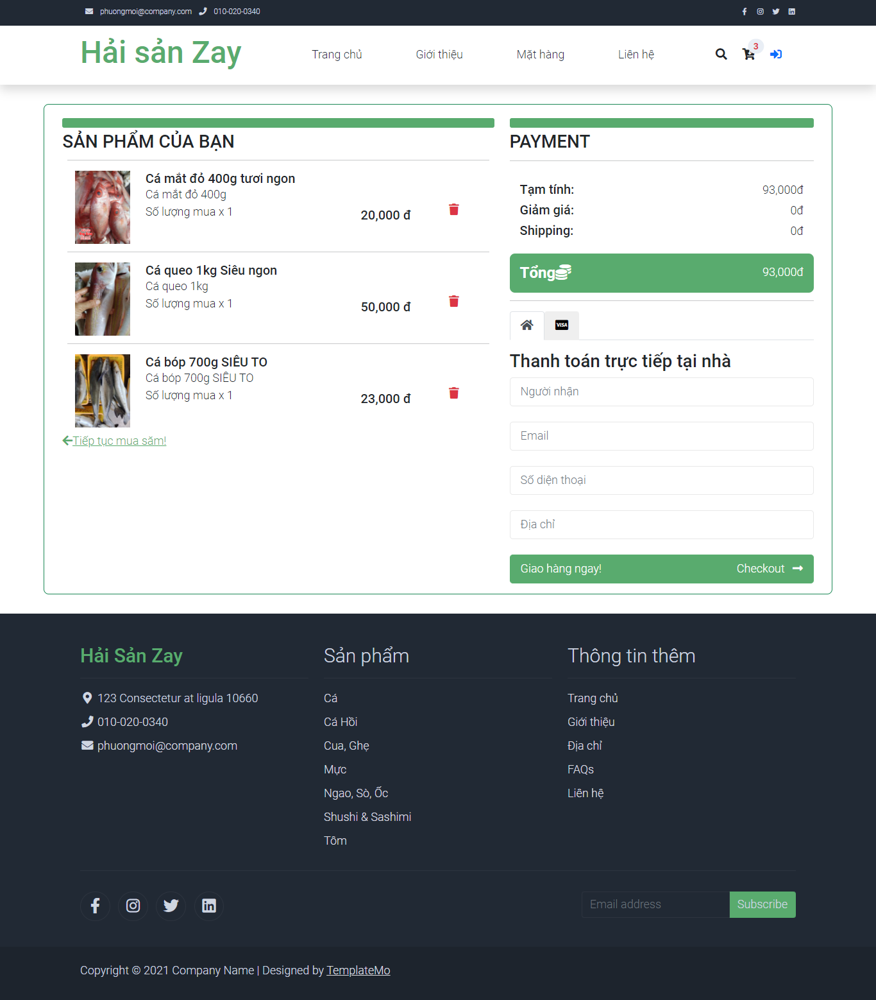 phuongmoi@company.com 010-020-0340
Hải sản Zay
Trang chủ
Giới thiệu
Mặt hàng
Liên hệ
3
SẢN PHẨM CỦA BẠN
Cá mắt đỏ 400g tươi ngon
Cá mắt đỏ 400g
Số lượng mua x 1
20,000 đ
Cá queo 1kg Siêu ngon
Cá queo 1kg
Số lượng mua x 1
50,000 đ
Cá bóp 700g SIÊU TO
Cá bóp 700g SIÊU TO
Số lượng mua x 1
23,000 đ
Tiếp tục mua săm!
PAYMENT
Tạm tính: 93,000đ
Giảm giá: 0đ
Shipping: 0đ
Tổng 93,000đ
VISA
Thanh toán trực tiếp tại nhà
Người nhận
Email
Số diện thoại
Địa chỉ
Giao hàng ngay! Checkout
Hải Sản Zay
123 Consectetur at ligula 10660
010-020-0340
phuongmoi@company.com
Sản phẩm
Cá
Cá Hồi
Cua, Ghẹ
Mực
Ngao, Sò, Ốc
Shushi & Sashimi
Tôm
Thông tin thêm
Trang chủ
Giới thiệu
Địa chỉ
FAQs
Liên hệ
Email address Subscribe
Copyright © 2021 Company Name | Designed by TemplateMo